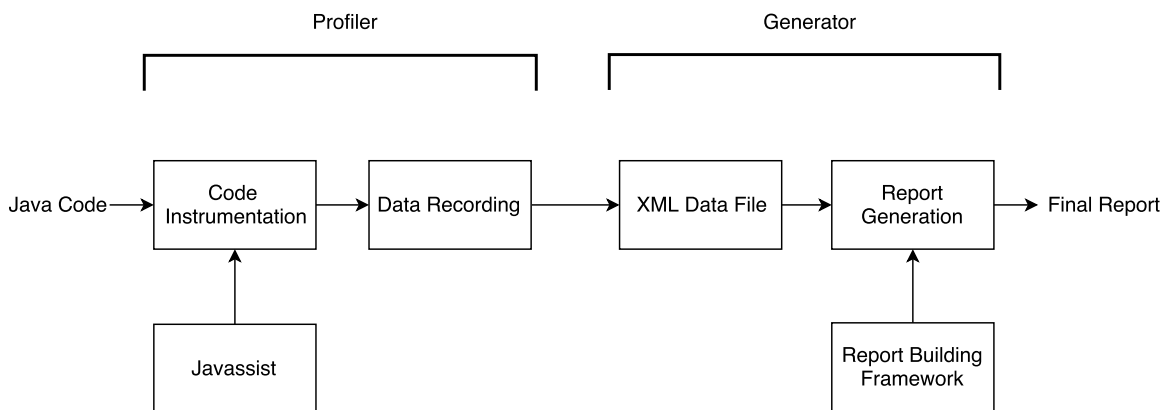 Profiler
Generator
Java Code
Code
Instrumentation
Data Recording
XML Data File
Report
Generation
Final Report
Javassist
Report Building
Framework